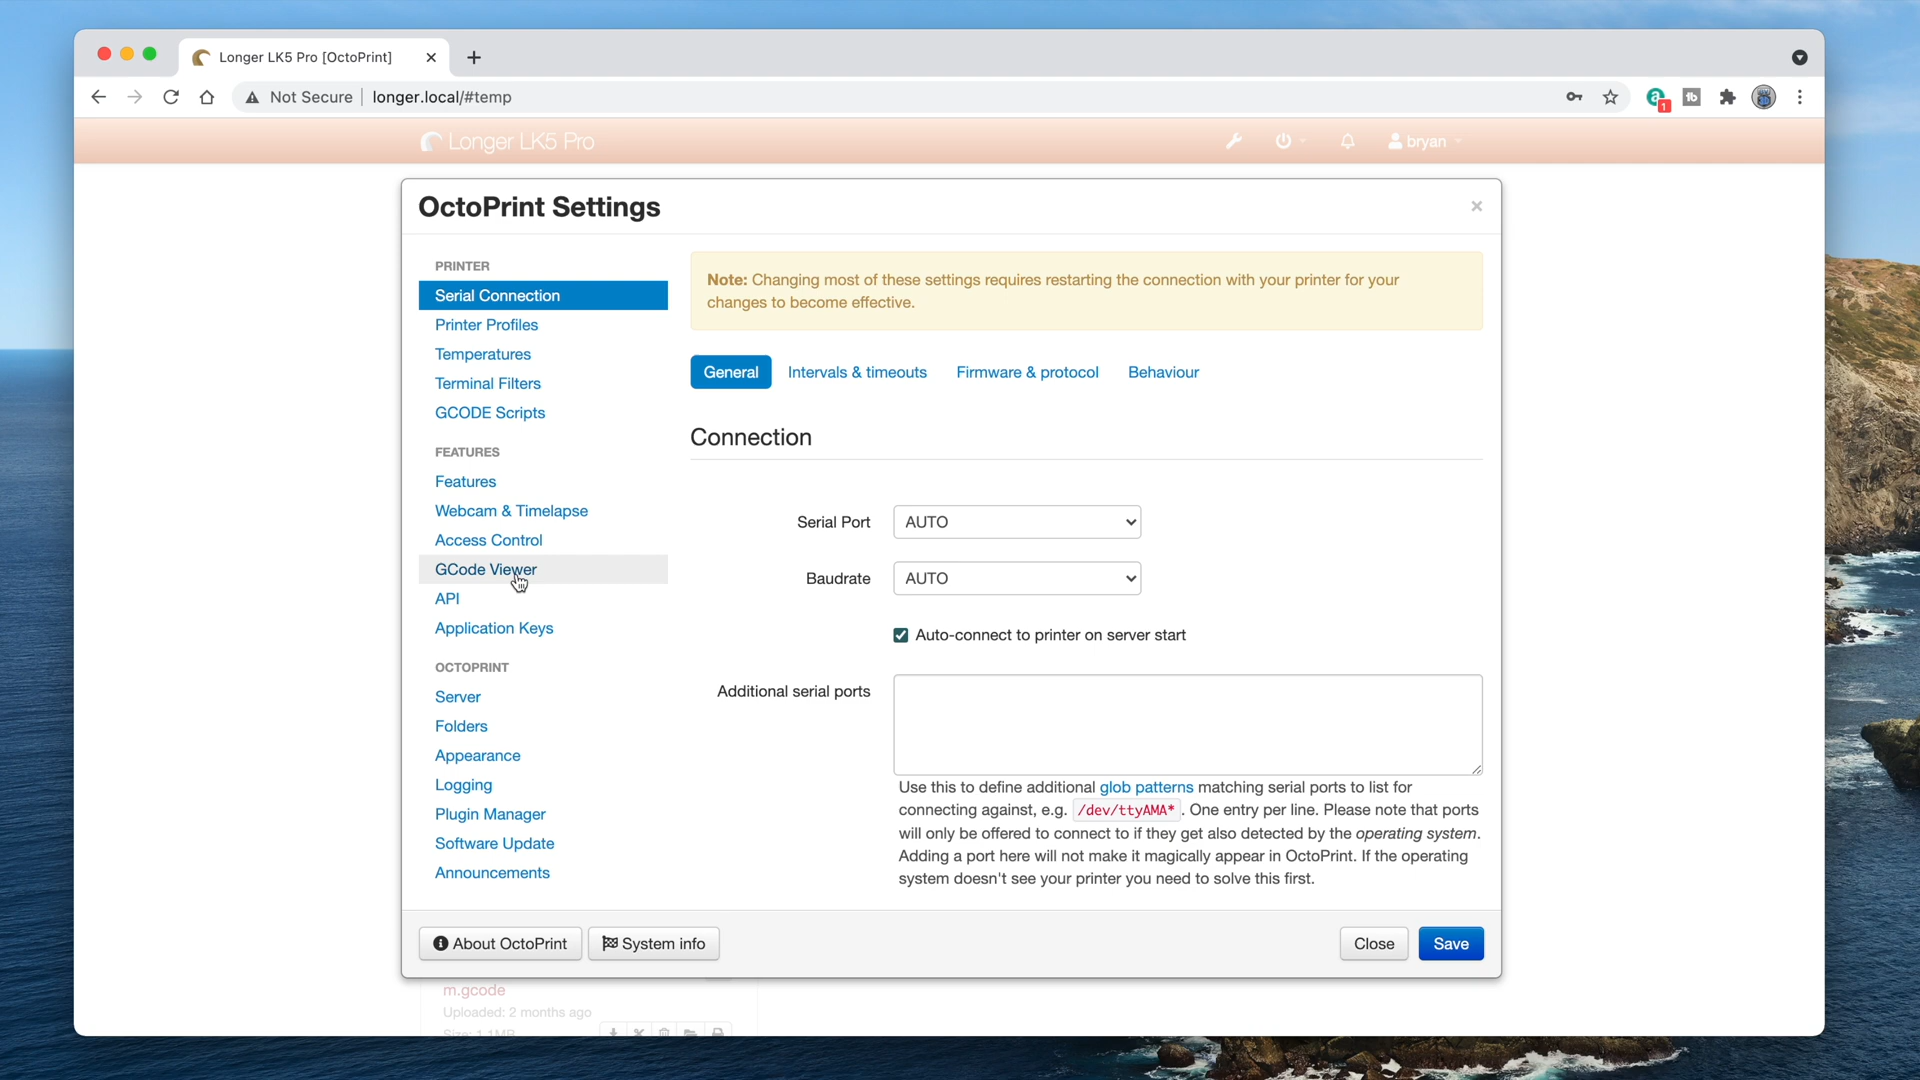 Longer LK5 Pro [OctoPrint]
Not Secure longer.local/#temp
1
Longer LK5 Pro
bryan
OctoPrint Settings
×
PRINTER
Serial Connection
Printer Profiles
Temperatures
Terminal Filters
GCODE Scripts
FEATURES
Features
Webcam & Timelapse
Access Control
GCode Viewer
API
Application Keys
OCTOPRINT
Server
Folders
Appearance
Logging
Plugin Manager
Software Update
Announcements
Note: Changing most of these settings requires restarting the connection with your printer for your
changes to become effective.
General Intervals & timeouts Firmware & protocol Behaviour
Connection
Serial Port AUTO
Baudrate AUTO
Auto-connect to printer on server start
Additional serial ports
Use this to define additional glob patterns matching serial ports to list for
connecting against, e.g. /dev/ttyAMA* . One entry per line. Please note that ports
will only be offered to connect to if they get also detected by the operating system.
Adding a port here will not make it magically appear in OctoPrint. If the operating
system doesn't see your printer you need to solve this first.
About OctoPrint System info Close Save
m.gcode
Uploaded: 2 months ago
Size: 1.1MB